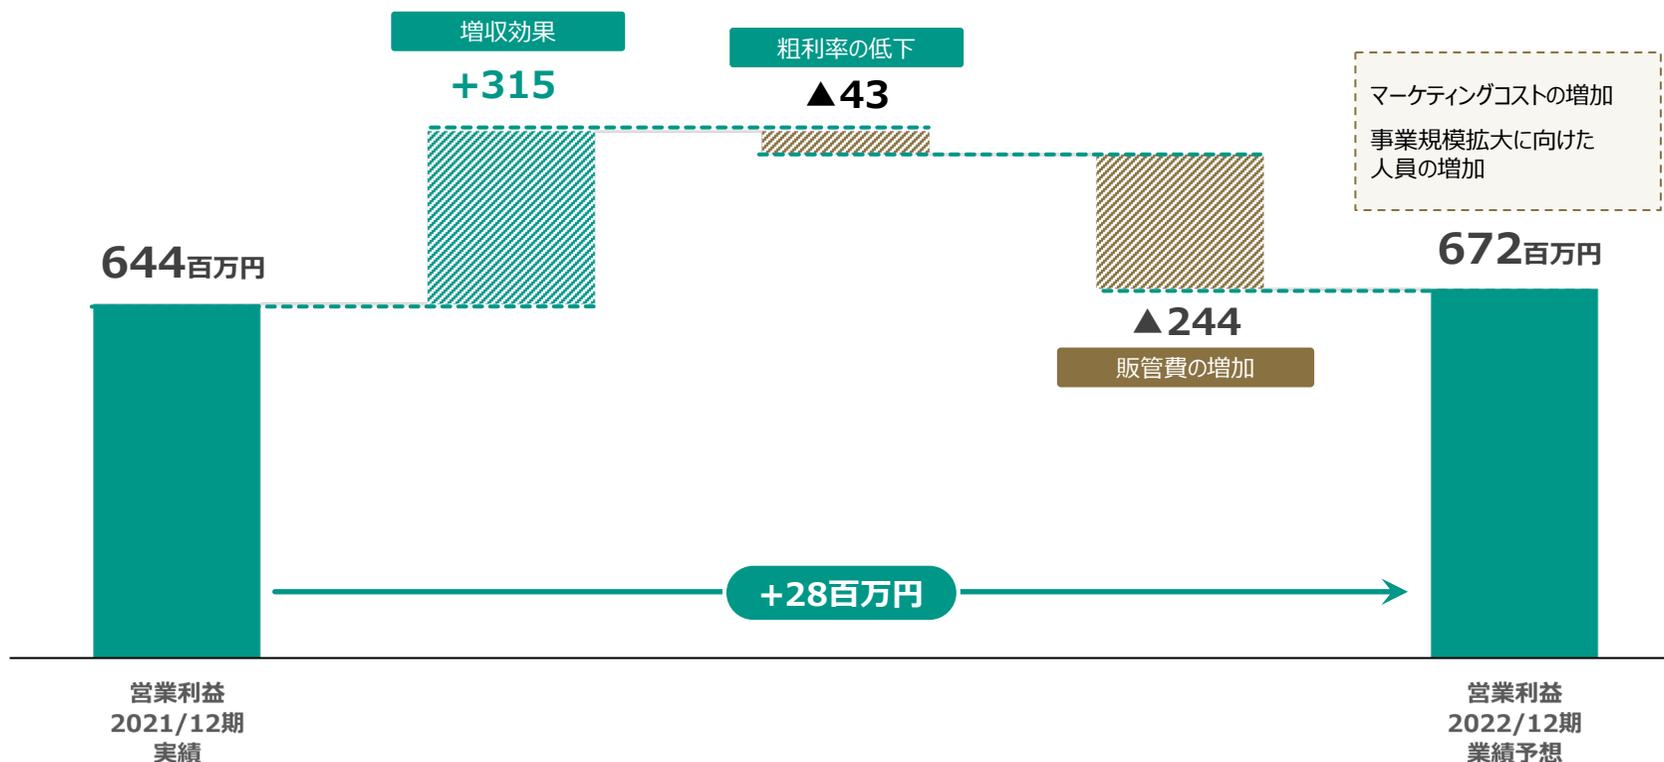 増収効果
+315
粗利率の低下
▲43
マーケティングコストの増加
事業規模拡大に向けた
人員の増加
644百万円
672百万円
▲244
販管費の増加
+28百万円
営業利益
2021/12期
実績
営業利益
2022/12期
業績予想